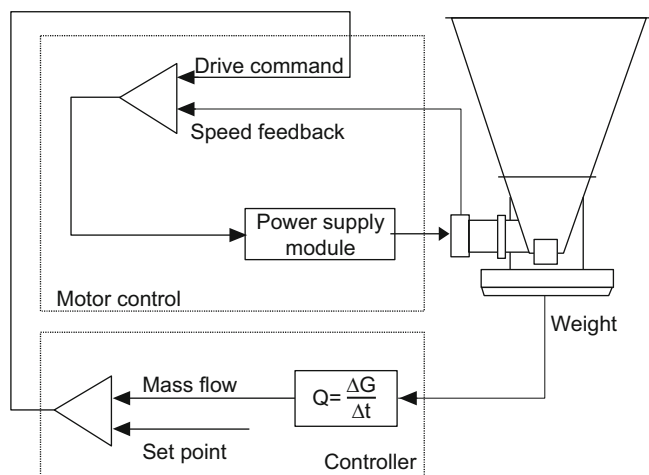 Drive command
Speed feedback
Power supply
module
Motor control
Weight
Mass flow
Q= ΔG/Δt
Set point
Controller